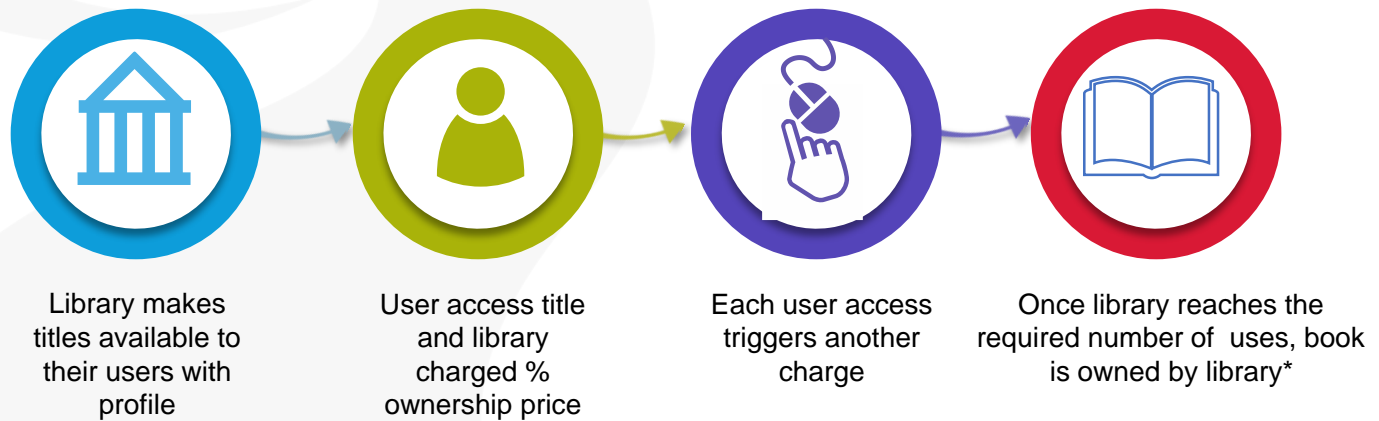 Library makes
titles available to
their users with
profile
User access title
and library
charged %
ownership price
Each user access
triggers another
charge
Once library reaches the
required number of uses, book
is owned by library*